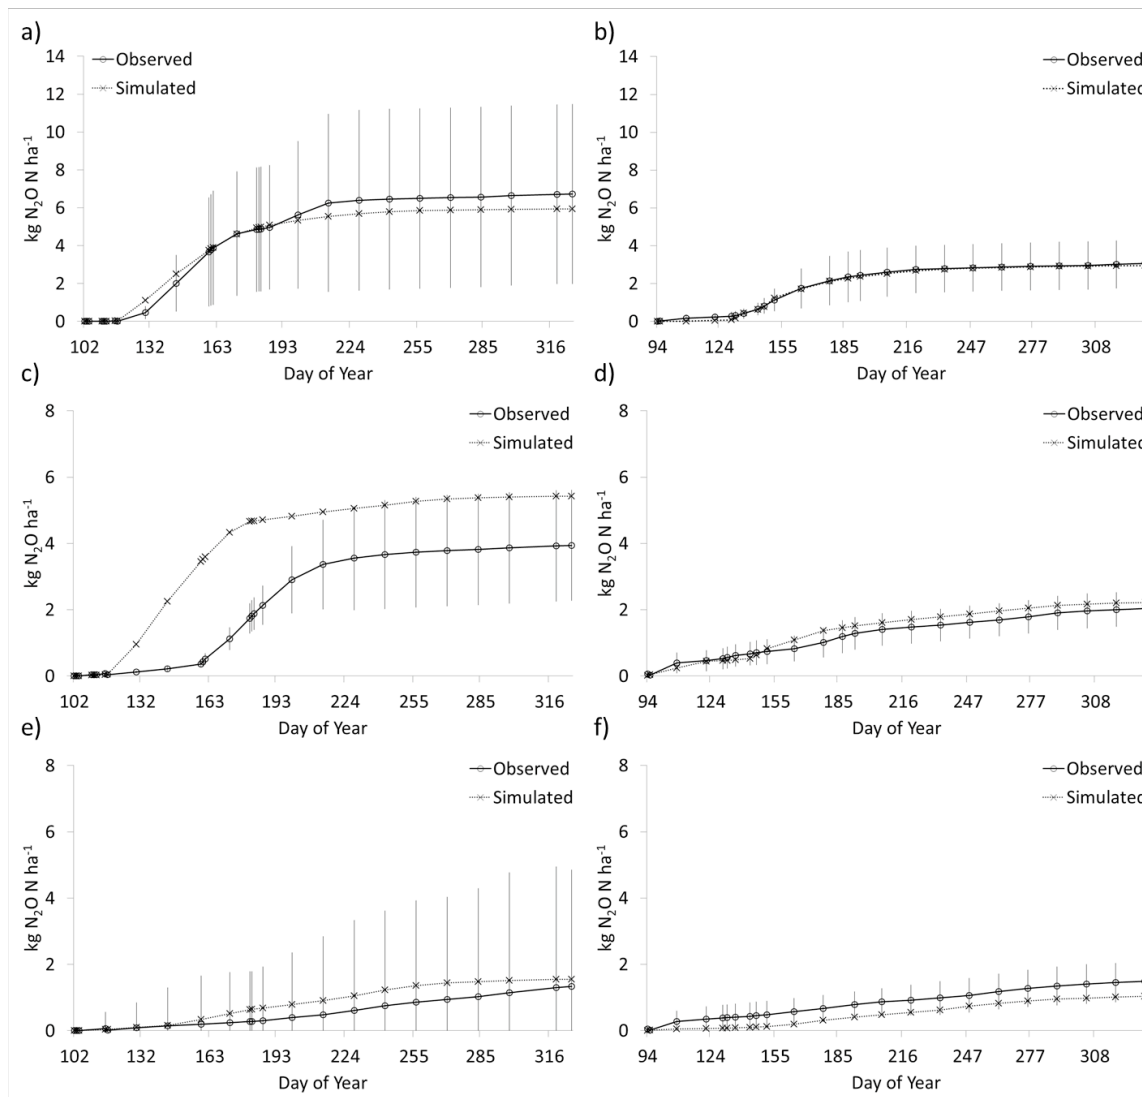 a)
14
12
10
8
6
4
2
0
kg N₂O N ha⁻¹
Observed
Simulated
102 132 163 193 224 255 285 316
Day of Year
b)
14
12
10
8
6
4
2
0
kg N₂O N ha⁻¹
Observed
Simulated
94 124 155 185 216 247 277 308
Day of Year
c)
8
6
4
2
0
kg N₂O ha⁻¹
Observed
Simulated
102 132 163 193 224 255 285 316
Day of Year
d)
8
6
4
2
0
kg N₂O N ha⁻¹
Observed
Simulated
94 124 155 185 216 247 277 308
Day of Year
e)
8
6
4
2
0
kg N₂O N ha⁻¹
Observed
Simulated
102 132 163 193 224 255 285 316
Day of Year
f)
8
6
4
2
0
kg N₂O N ha⁻¹
Observed
Simulated
94 124 155 185 216 247 277 308
Day of Year